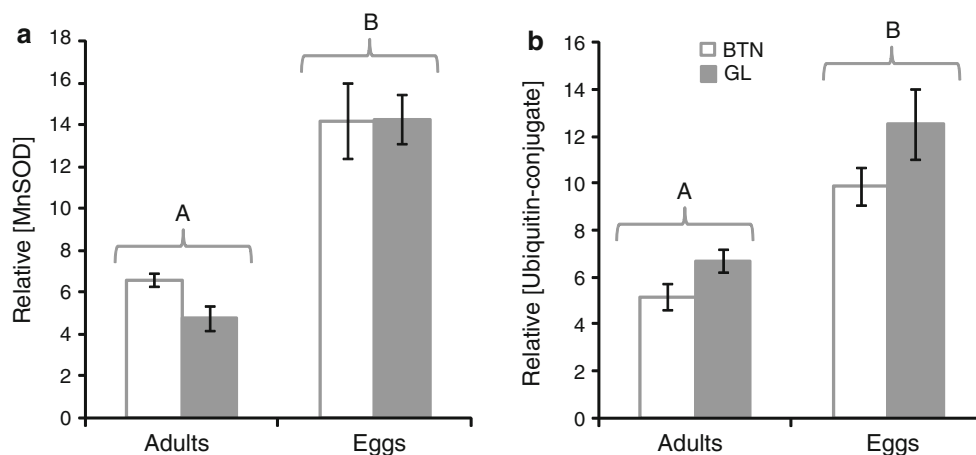 a
Relative [MnSOD]
18
16
14
12
10
8
6
4
2
0
A
B
Adults
Eggs
b
Relative [Ubiquitin-conjugate]
16
14
12
10
8
6
4
2
0
BTN
GL
A
B
Adults
Eggs